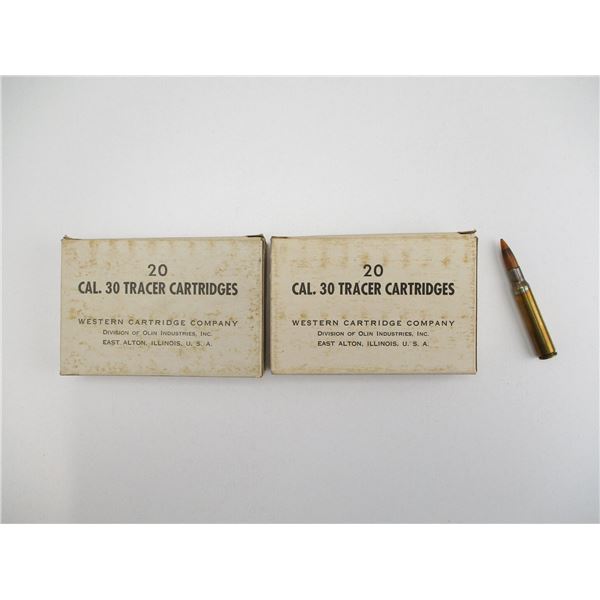 20
CAL. 30 TRACER CARTRIDGES
WESTERN CARTRIDGE COMPANY
DIVISION OF OLIN INDUSTRIES, INC.
EAST ALTON, ILLINOIS, U. S. A.
20
CAL. 30 TRACER CARTRIDGES
WESTERN CARTRIDGE COMPANY
DIVISION OF OLIN INDUSTRIES, INC.
EAST ALTON, ILLINOIS, U. S. A.